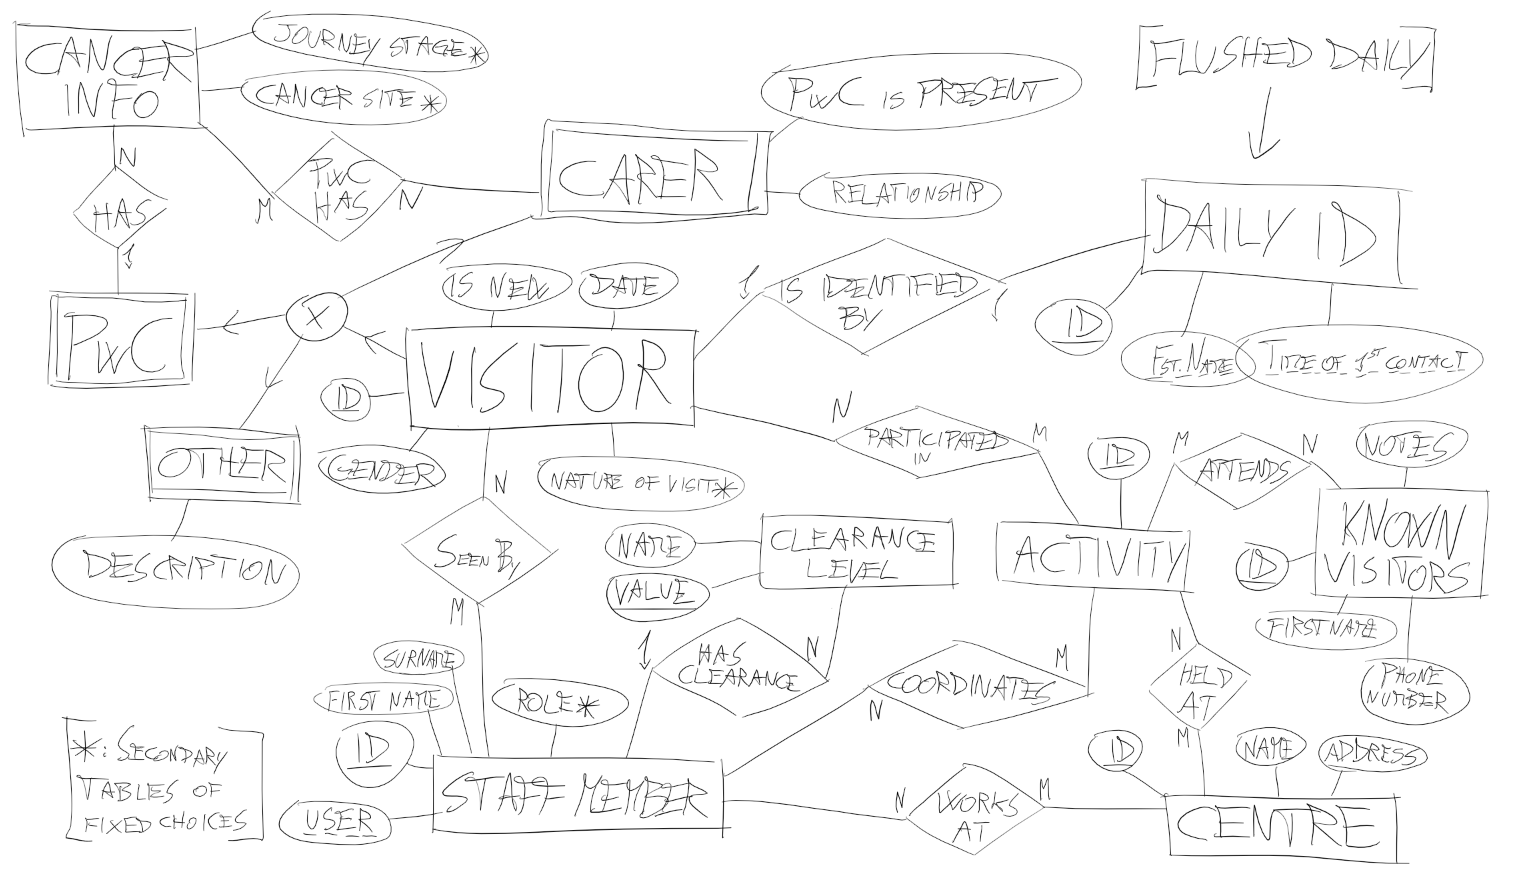 CANCER
INFO
JOURNEY STAGE*
CANCER SITE *
[FLUSHED DAILY]
PwC IS PRESENT
CARER
RELATIONSHIP
N
HAS
1
M
PwC
HAS
N
DAILY ID
ID
EST. NAME
TITLE OF 1ST CONTACT
1
IS IDENTIFIED
BY
1
PwC
X
IS NEW
DATE
VISITOR
ID
GENDER
NATURE OF VISIT*
OTHER
DESCRIPTION
N
PARTICIPATED
IN
M
ID
M
ATTENDS
N
NOTES
KNOWN
VISITORS
ID
FIRST NAME
PHONE
NUMBER
N
SEEN BY
M
NAME
VALUE
CLEARANCE
LEVEL
ACTIVITY
1
HAS
CLEARANCE
N
N
COORDINATES
M
N
HELD
AT
M
SURNAME
FIRST NAME
ID
ROLE*
USER
STAFF MEMBER
N
WORKS
AT
M
ID
NAME
ADDRESS
CENTRE
*: SECONDARY
TABLES OF
FIXED CHOICES